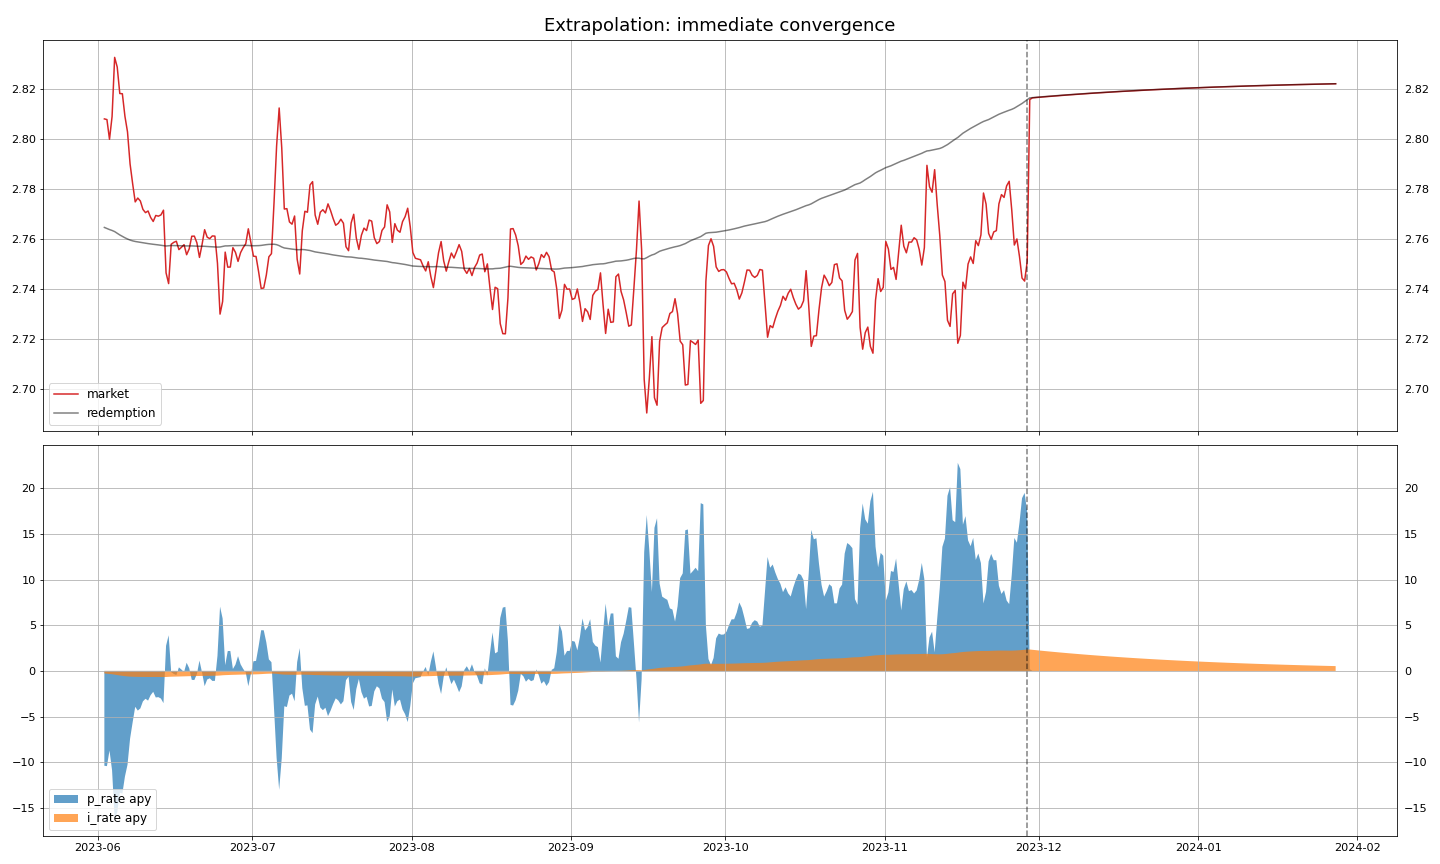 Extrapolation: immediate convergence
2.82 2.82
2.80 2.80
2.78 2.78
2.76 2.76
2.74 2.74
2.72 2.72
2.70 2.70
market
redemption
20 20
15 15
10 10
5 5
0 0
−5 −5
−10 −10
−15 −15
p_rate apy
i_rate apy
2023-06 2023-07 2023-08 2023-09 2023-10 2023-11 2023-12 2024-01 2024-02